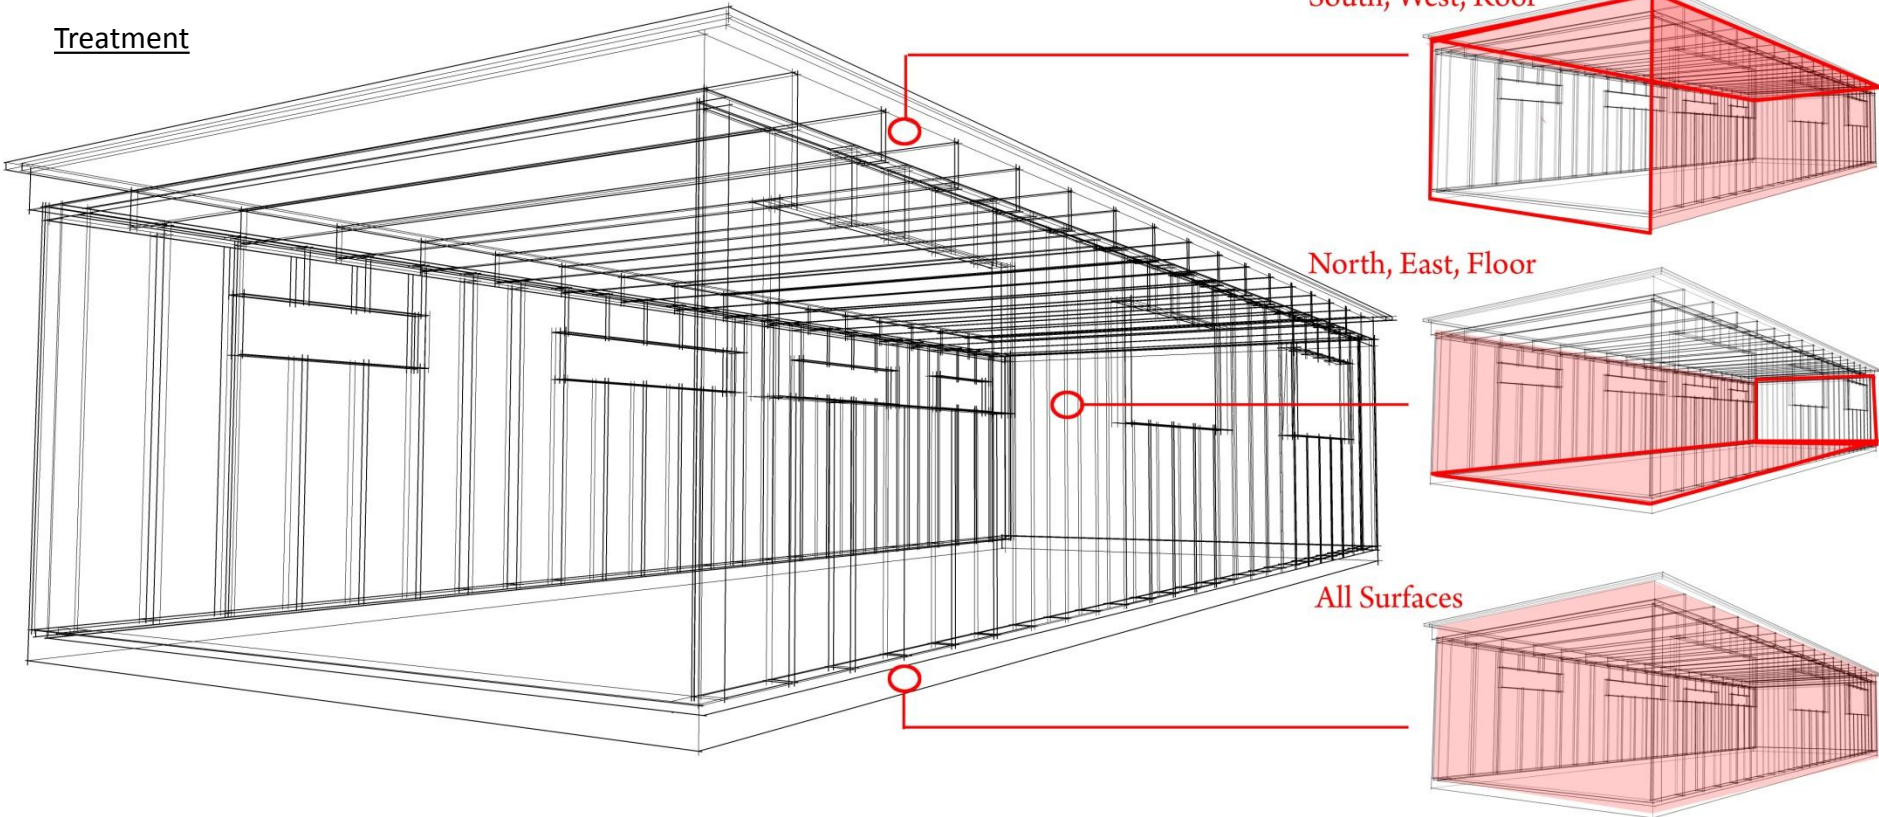 Treatment
South, West, Roof
North, East, Floor
All Surfaces